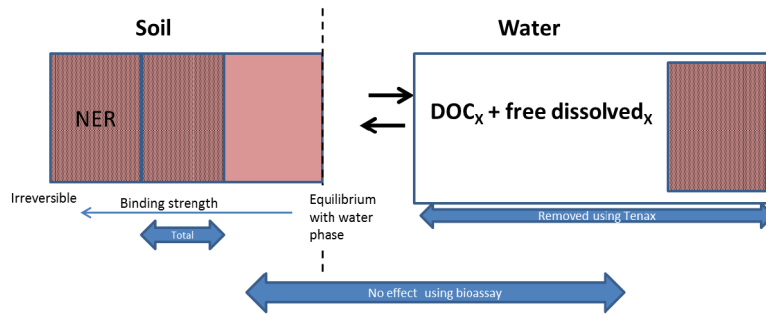 Soil
Water
NER
DOCX + free dissolvedx
Irreversible
Binding strength
Equilibrium
with water
phase
Total
Removed using Tenax
No effect using bioassay